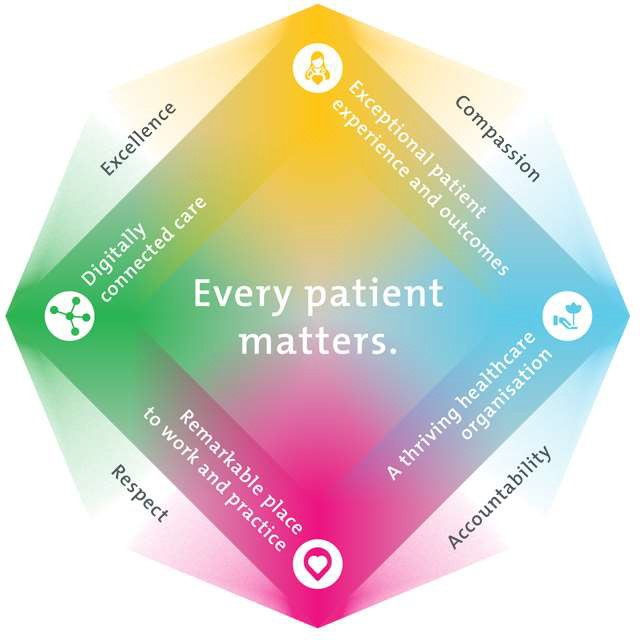 Excellence
Compassion
Exceptional patient
experience and outcomes
Digitally
connected care
Every patient
matters.
A thriving healthcare
organisation
Remarkable place
to work and practice
Respect
Accountability